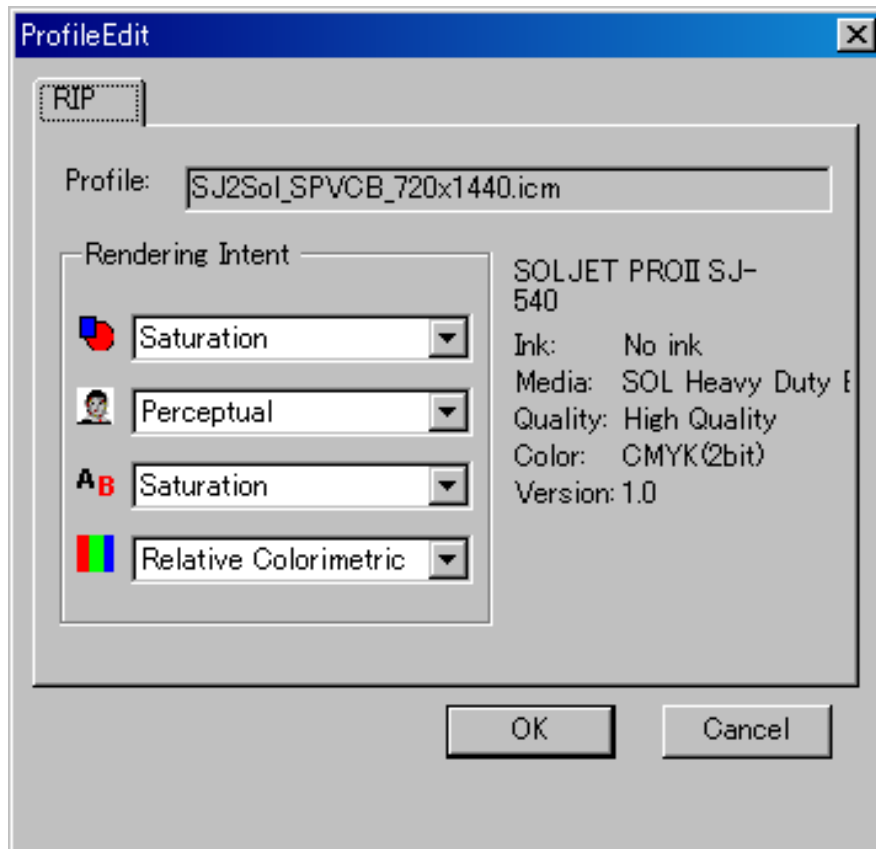 ProfileEdit
RIP
Profile: SJ2Sol_SPVCB_720x1440.icm
Rendering Intent
Saturation
Perceptual
AB Saturation
Relative Colorimetric
SOLJET PROII SJ-
540
Ink: No ink
Media: SOL Heavy Duty
Quality: High Quality
Color: CMYK(2bit)
Version: 1.0
OK Cancel